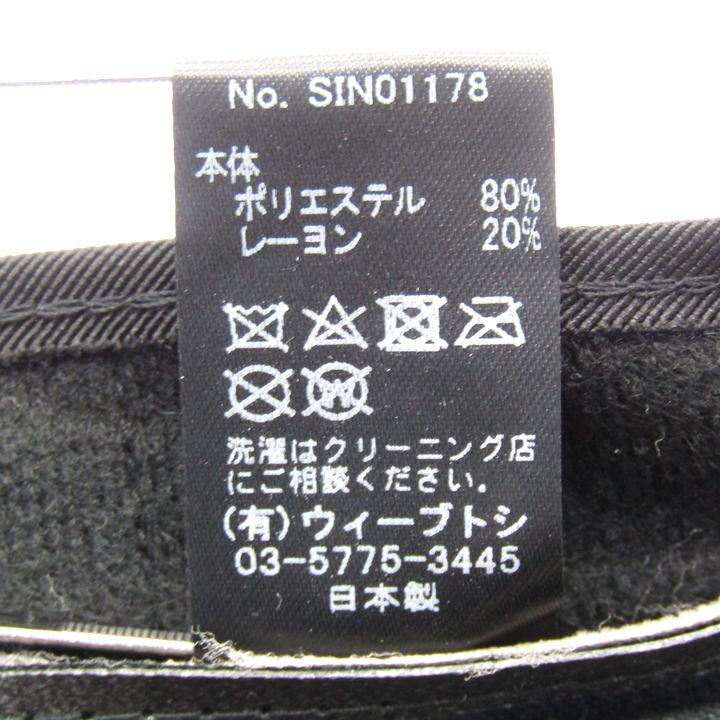 No. SIN01178
本体
ポリエステル 80%
レーヨン 20%
洗濯はクリーニング店
にご相談ください。
(有)ウィーブトシ
03-5775-3445
日本製